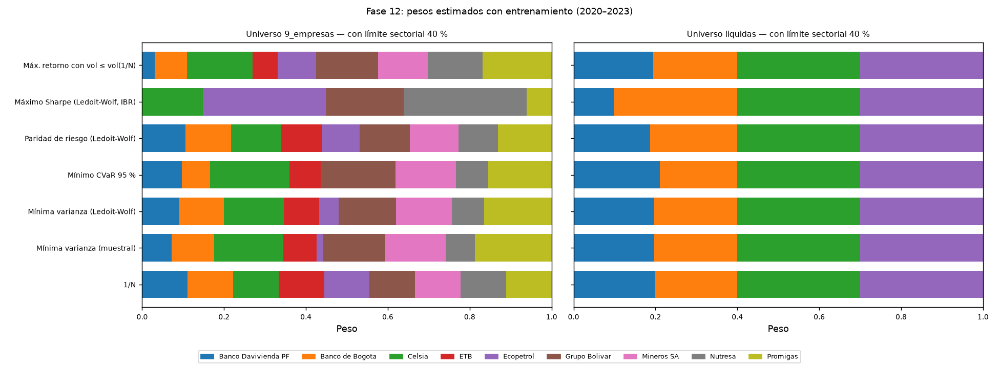 Fase 12: pesos estimados con entrenamiento (2020–2023)
Universo 9_empresas — con límite sectorial 40 %
Universo liquidas — con límite sectorial 40 %
Máx. retorno con vol ≤ vol(1/N)
Máximo Sharpe (Ledoit-Wolf, IBR)
Paridad de riesgo (Ledoit-Wolf)
Mínimo CVaR 95 %
Mínima varianza (Ledoit-Wolf)
Mínima varianza (muestral)
1/N
0.0 0.2 0.4 0.6 0.8 1.0
0.0 0.2 0.4 0.6 0.8 1.0
Peso
Peso
Banco Davivienda PF Banco de Bogota Celsia ETB Ecopetrol Grupo Bolivar Mineros SA Nutresa Promigas